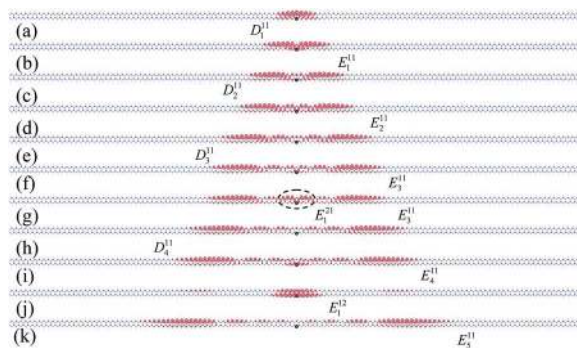 (a)
D₁¹¹
(b)
E₁¹¹
(c)
D₂¹¹
(d)
E₂¹¹
(e)
D₃¹¹
(f)
E₃¹¹
(g)
E₁²¹ E₃¹¹
(h)
D₄¹¹
(i)
E₄¹¹
(j)
E₁¹²
(k)
E₅¹¹